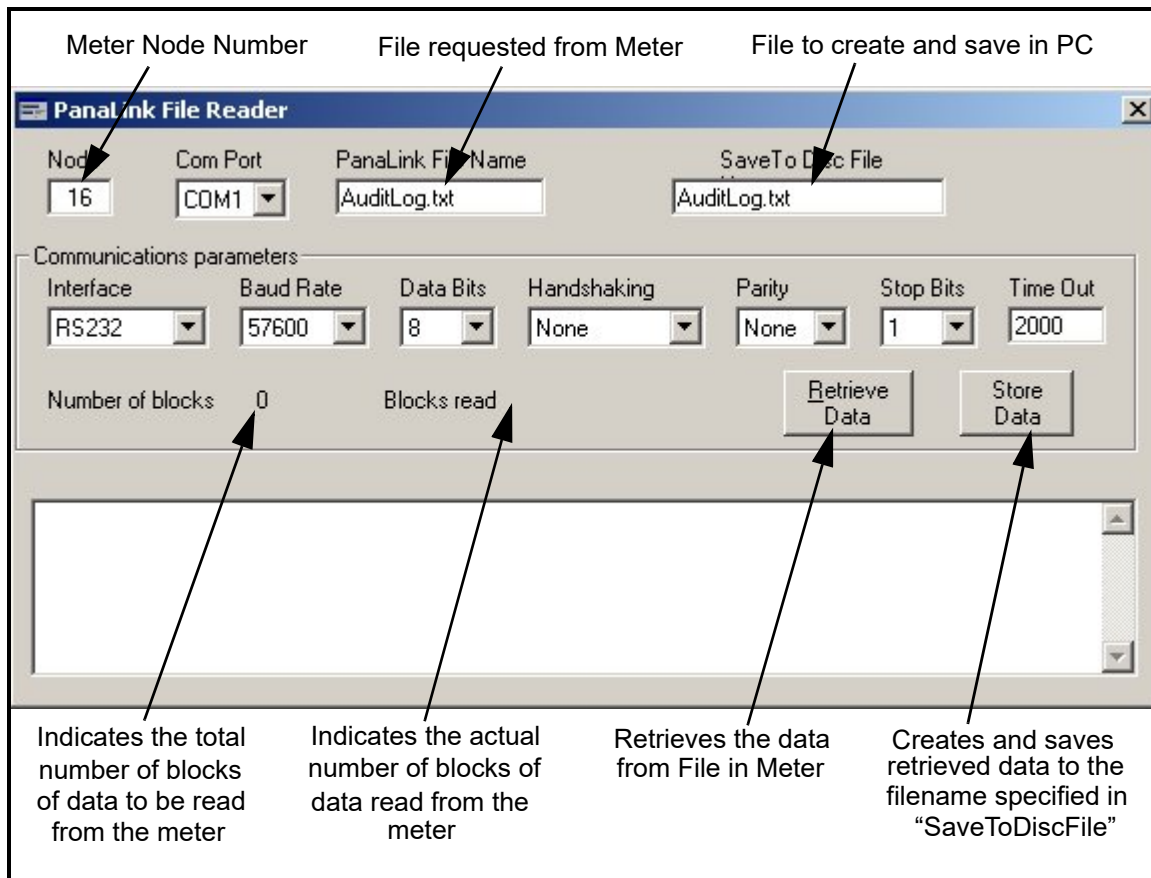 Meter Node Number
File requested from Meter
File to create and save in PC
PanaLink File Reader
Node
Com Port
PanaLink File Name
SaveTo Disc File
16
COM1
AuditLog.txt
AuditLog.txt
Communications parameters
Interface
Baud Rate
Data Bits
Handshaking
Parity
Stop Bits
Time Out
RS232
57600
8
None
None
1
2000
Number of blocks
0
Blocks read
Retrieve
Data
Store
Data
Indicates the total
number of blocks
of data to be read
from the meter
Indicates the actual
number of blocks of
data read from the
meter
Retrieves the data
from File in Meter
Creates and saves
retrieved data to the
filename specified in
“SaveToDiscFile”